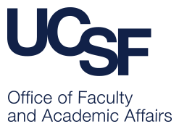 UCSF
Office of Faculty
and Academic Affairs